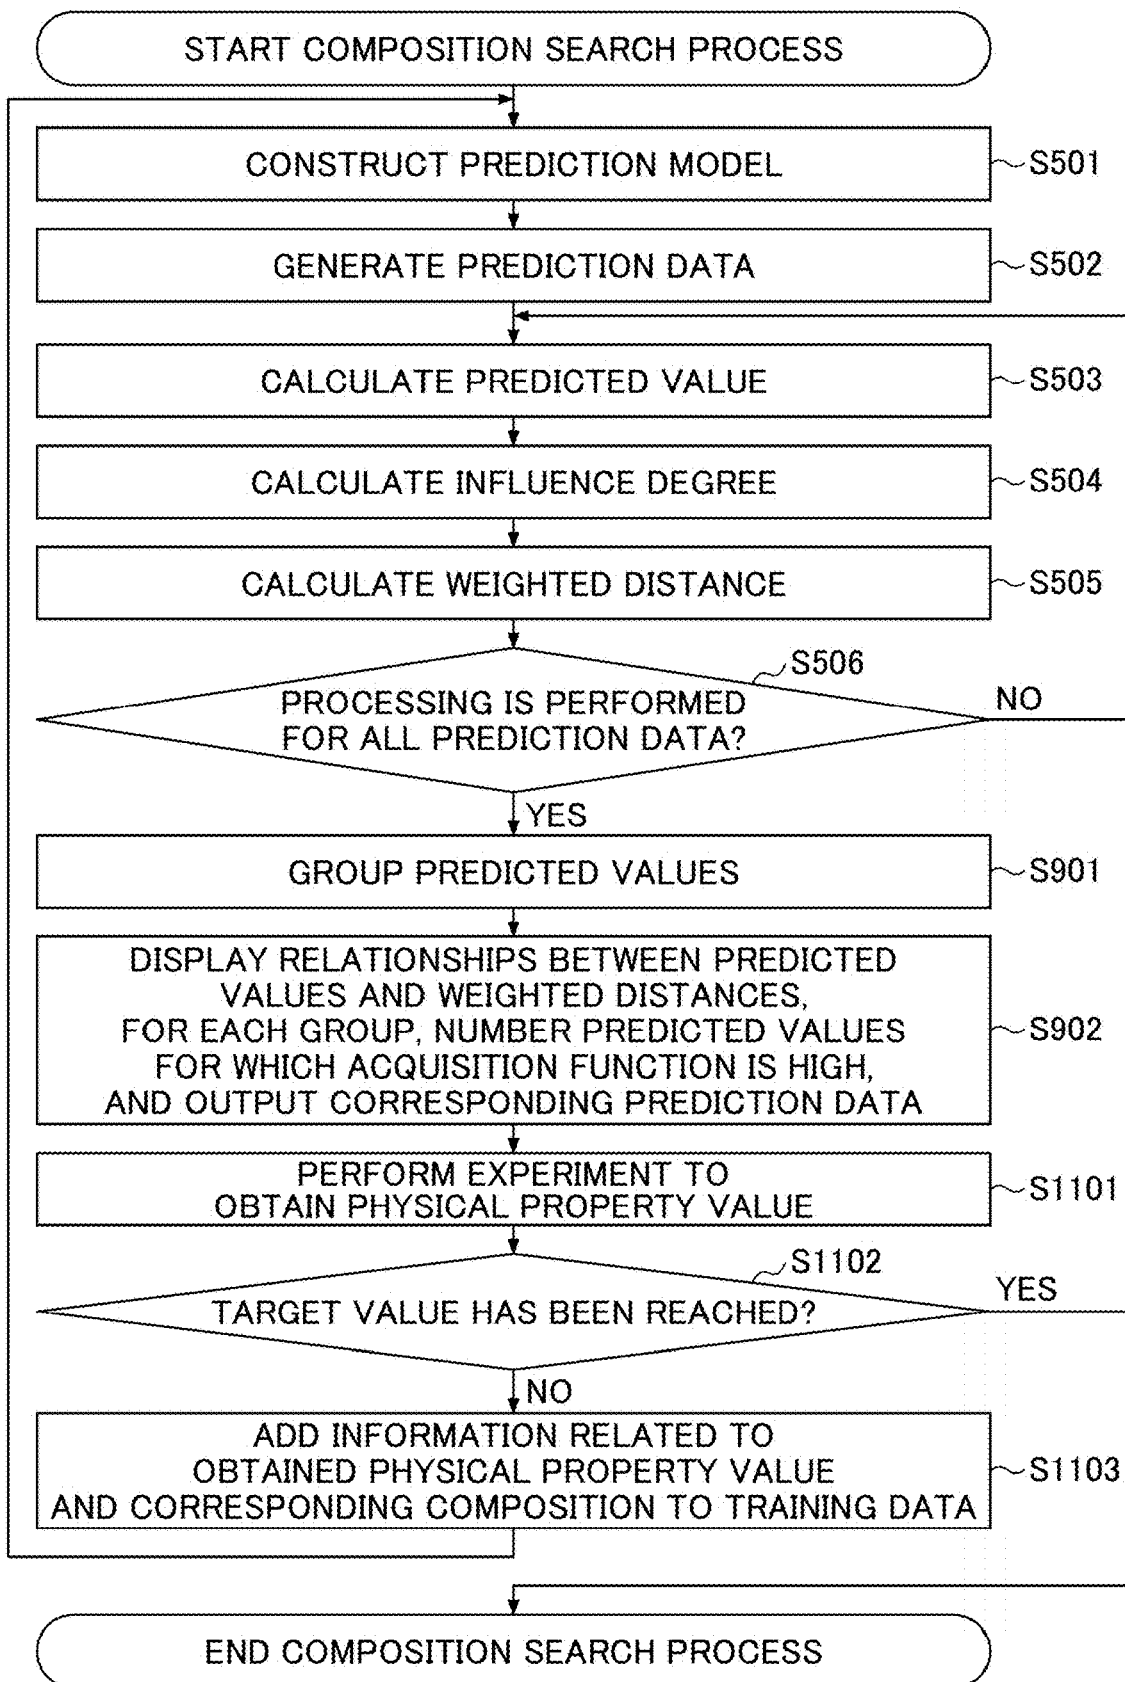 START COMPOSITION SEARCH PROCESS
CONSTRUCT PREDICTION MODEL
S501
GENERATE PREDICTION DATA
S502
CALCULATE PREDICTED VALUE
S503
CALCULATE INFLUENCE DEGREE
S504
CALCULATE WEIGHTED DISTANCE
S505
S506
PROCESSING IS PERFORMED
FOR ALL PREDICTION DATA?
NO
YES
GROUP PREDICTED VALUES
S901
DISPLAY RELATIONSHIPS BETWEEN PREDICTED
VALUES AND WEIGHTED DISTANCES,
FOR EACH GROUP, NUMBER PREDICTED VALUES
FOR WHICH ACQUISITION FUNCTION IS HIGH,
AND OUTPUT CORRESPONDING PREDICTION DATA
S902
PERFORM EXPERIMENT TO
OBTAIN PHYSICAL PROPERTY VALUE
S1101
S1102
TARGET VALUE HAS BEEN REACHED?
YES
NO
ADD INFORMATION RELATED TO
OBTAINED PHYSICAL PROPERTY VALUE
AND CORRESPONDING COMPOSITION TO TRAINING DATA
S1103
END COMPOSITION SEARCH PROCESS